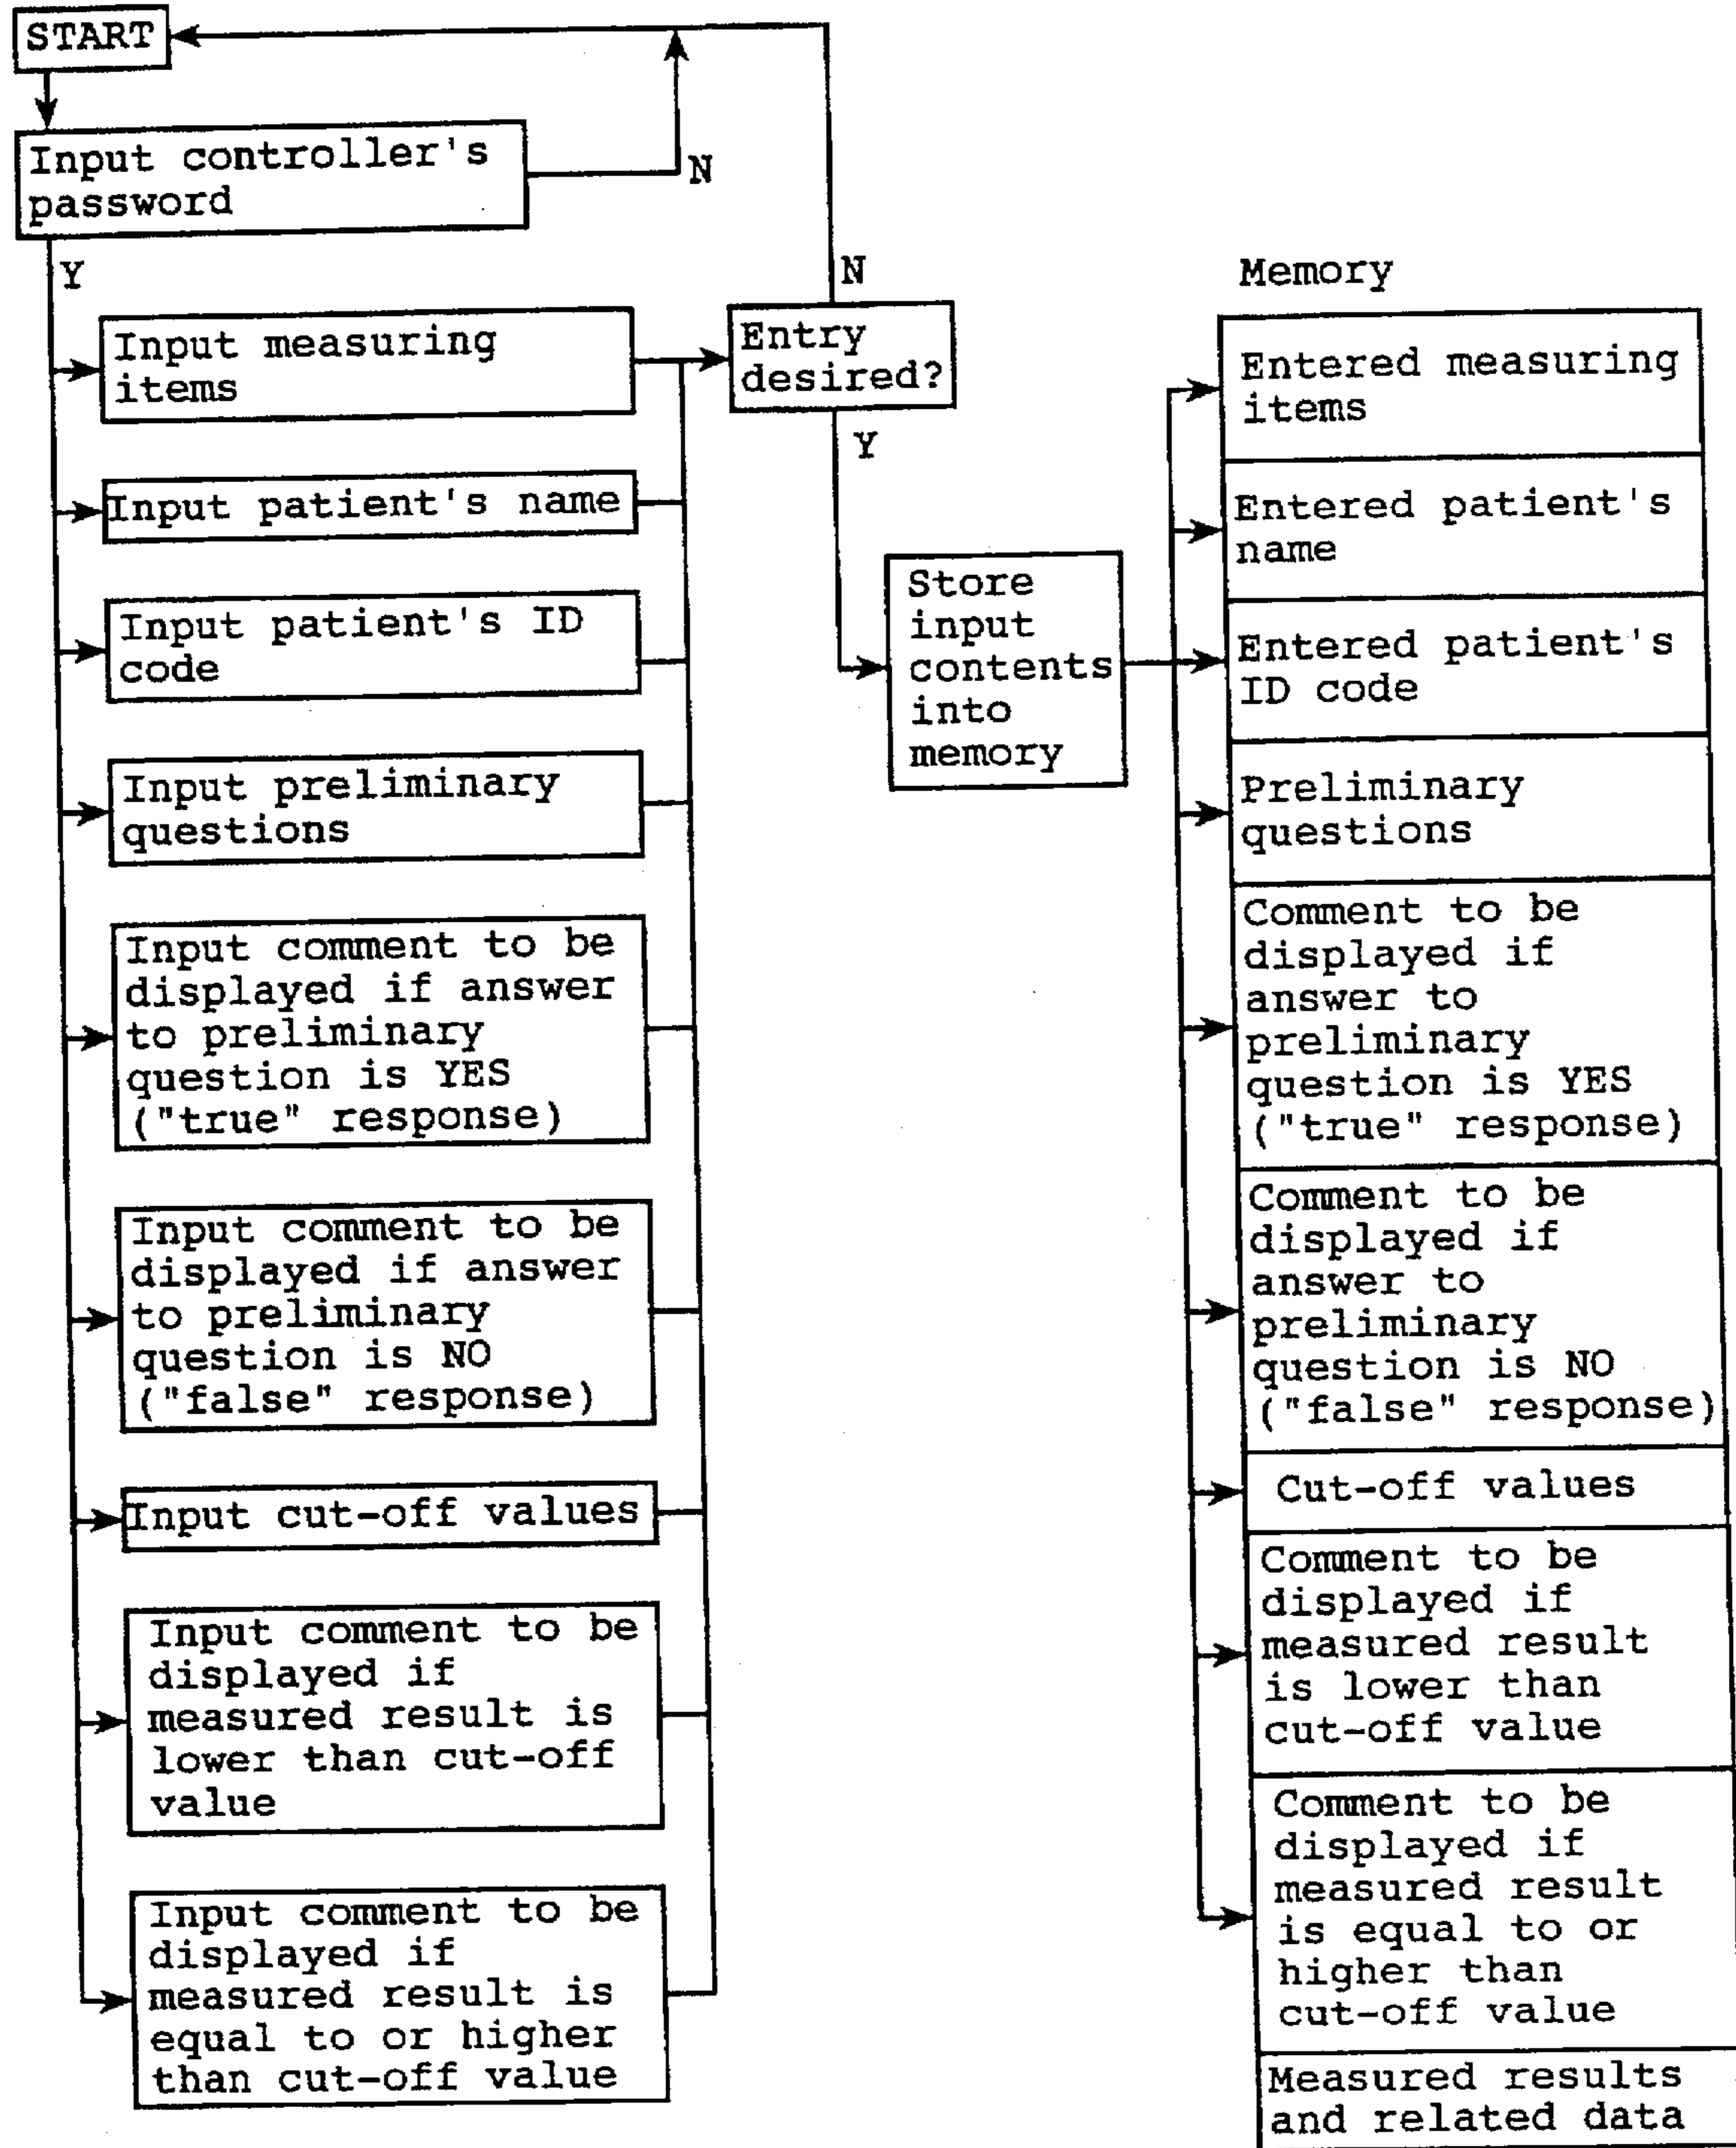 START
Input controller's
password
N
Y
Input measuring
items
Input patient's name
Input patient's ID
code
Input preliminary
questions
Input comment to be
displayed if answer
to preliminary
question is YES
("true" response)
Input comment to be
displayed if answer
to preliminary
question is NO
("false" response)
Input cut-off values
Input comment to be
displayed if
measured result is
lower than cut-off
value
Input comment to be
displayed if
measured result is
equal to or higher
than cut-off value
N
Entry
desired?
Y
Store
input
contents
into
memory
Memory
Entered measuring
items
Entered patient's
name
Entered patient's
ID code
Preliminary
questions
Comment to be
displayed if
answer to
preliminary
question is YES
("true" response)
Comment to be
displayed if
answer to
preliminary
question is NO
("false" response)
Cut-off values
Comment to be
displayed if
measured result
is lower than
cut-off value
Comment to be
displayed if
measured result
is equal to or
higher than
cut-off value
Measured results
and related data